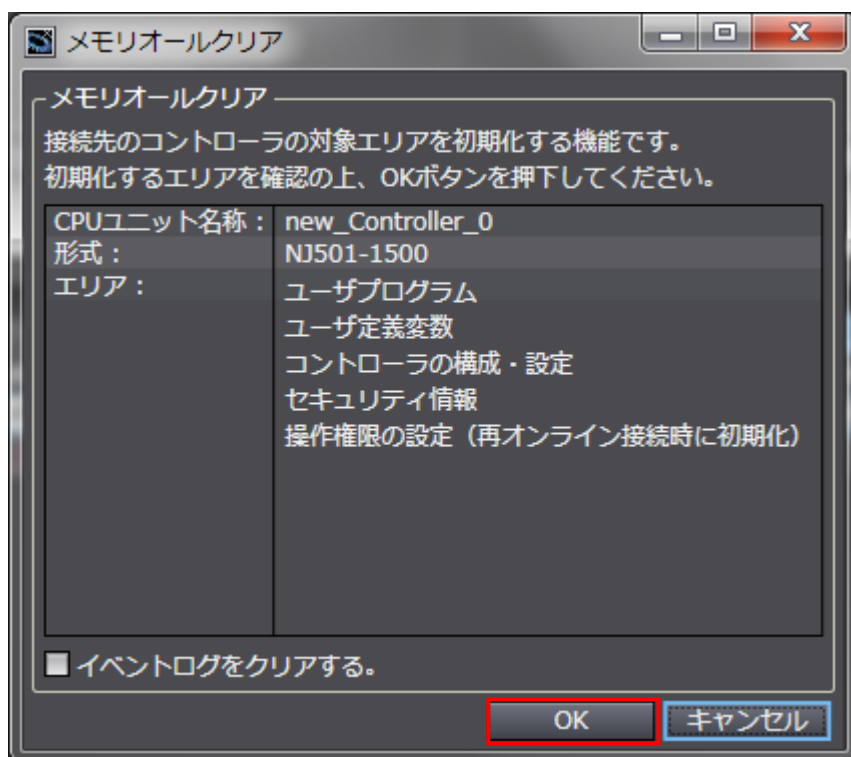 メモリオールクリア
メモリオールクリア
接続先のコントローラの対象エリアを初期化する機能です。
初期化するエリアを確認の上、OKボタンを押下してください。
CPUユニット名称： new_Controller_0
形式： NJ501-1500
エリア： ユーザプログラム
ユーザ定義変数
コントローラの構成・設定
セキュリティ情報
操作権限の設定（再オンライン接続時に初期化）
イベントログをクリアする。
OK キャンセル